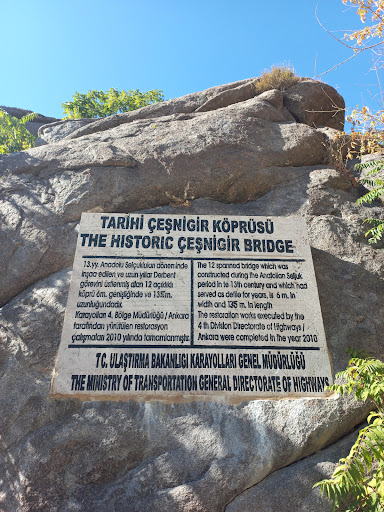 TARİHİ ÇEŞNİGİR KÖPRÜSÜ
THE HISTORIC ÇEŞNİGİR BRIDGE
13.yy. Anadolu Selçuklukun döneminde
inşaa edilen ve uzun yıllar Derbent
görevini üstlenmiş olan 12 açıklıklı
köprü 6m. genişliğinde ve 135m.
uzunluğundadır.
Karayolları 4. Bölge Müdürlüğü / Ankara
tarafından yürütülen restorasyon
çalışmaları 2010 yılında tamamlanmıştır.
The 12 spanned bridge which was
constructed during the Anatolian Seljuk
period in te 13th century and which had
served as defile for years, is 6 m. in
width and 135 m. in length
The restoration works executed by the
4 th Division Directorate of Highways /
Ankara were completed in the year 2010
T.C. ULAŞTIRMA BAKANLIĞI KARAYOLLARI GENEL MÜDÜRLÜĞÜ
THE MINISTRY OF TRANSPORTATION GENERAL DIRECTORATE OF HIGHWAYS